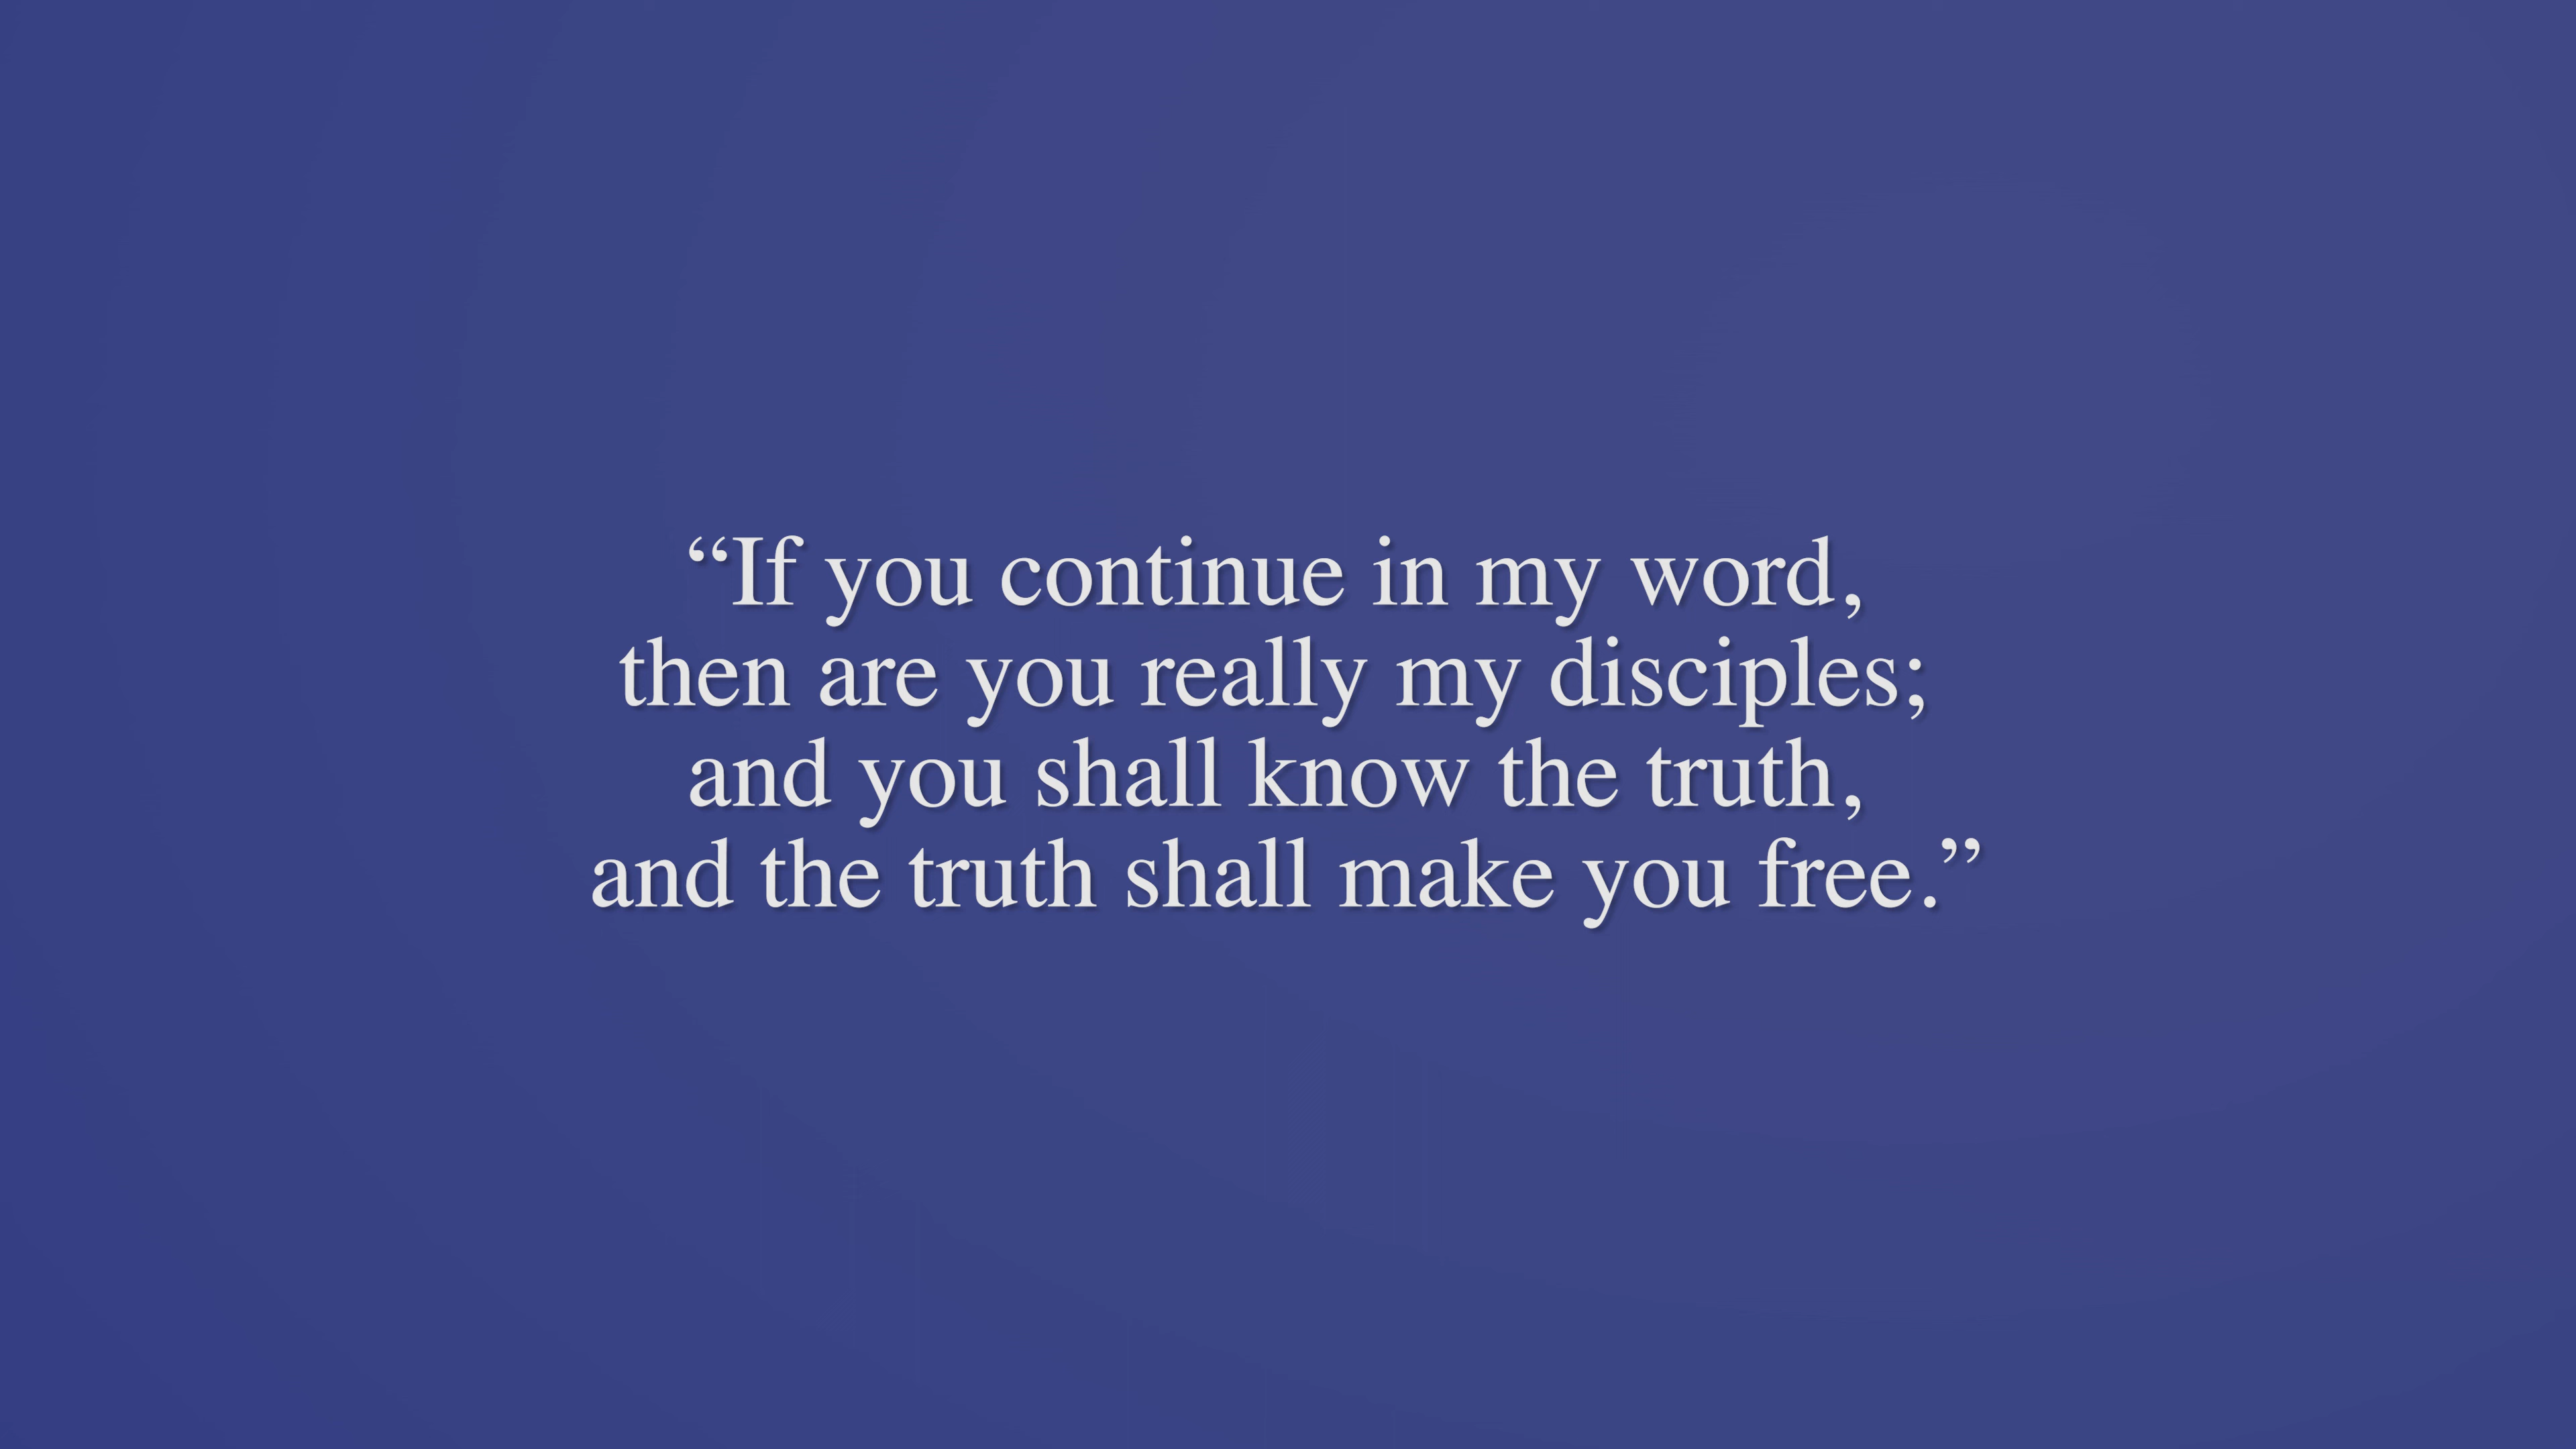 “If you continue in my word,
then are you really my disciples;
and you shall know the truth,
and the truth shall make you free.”